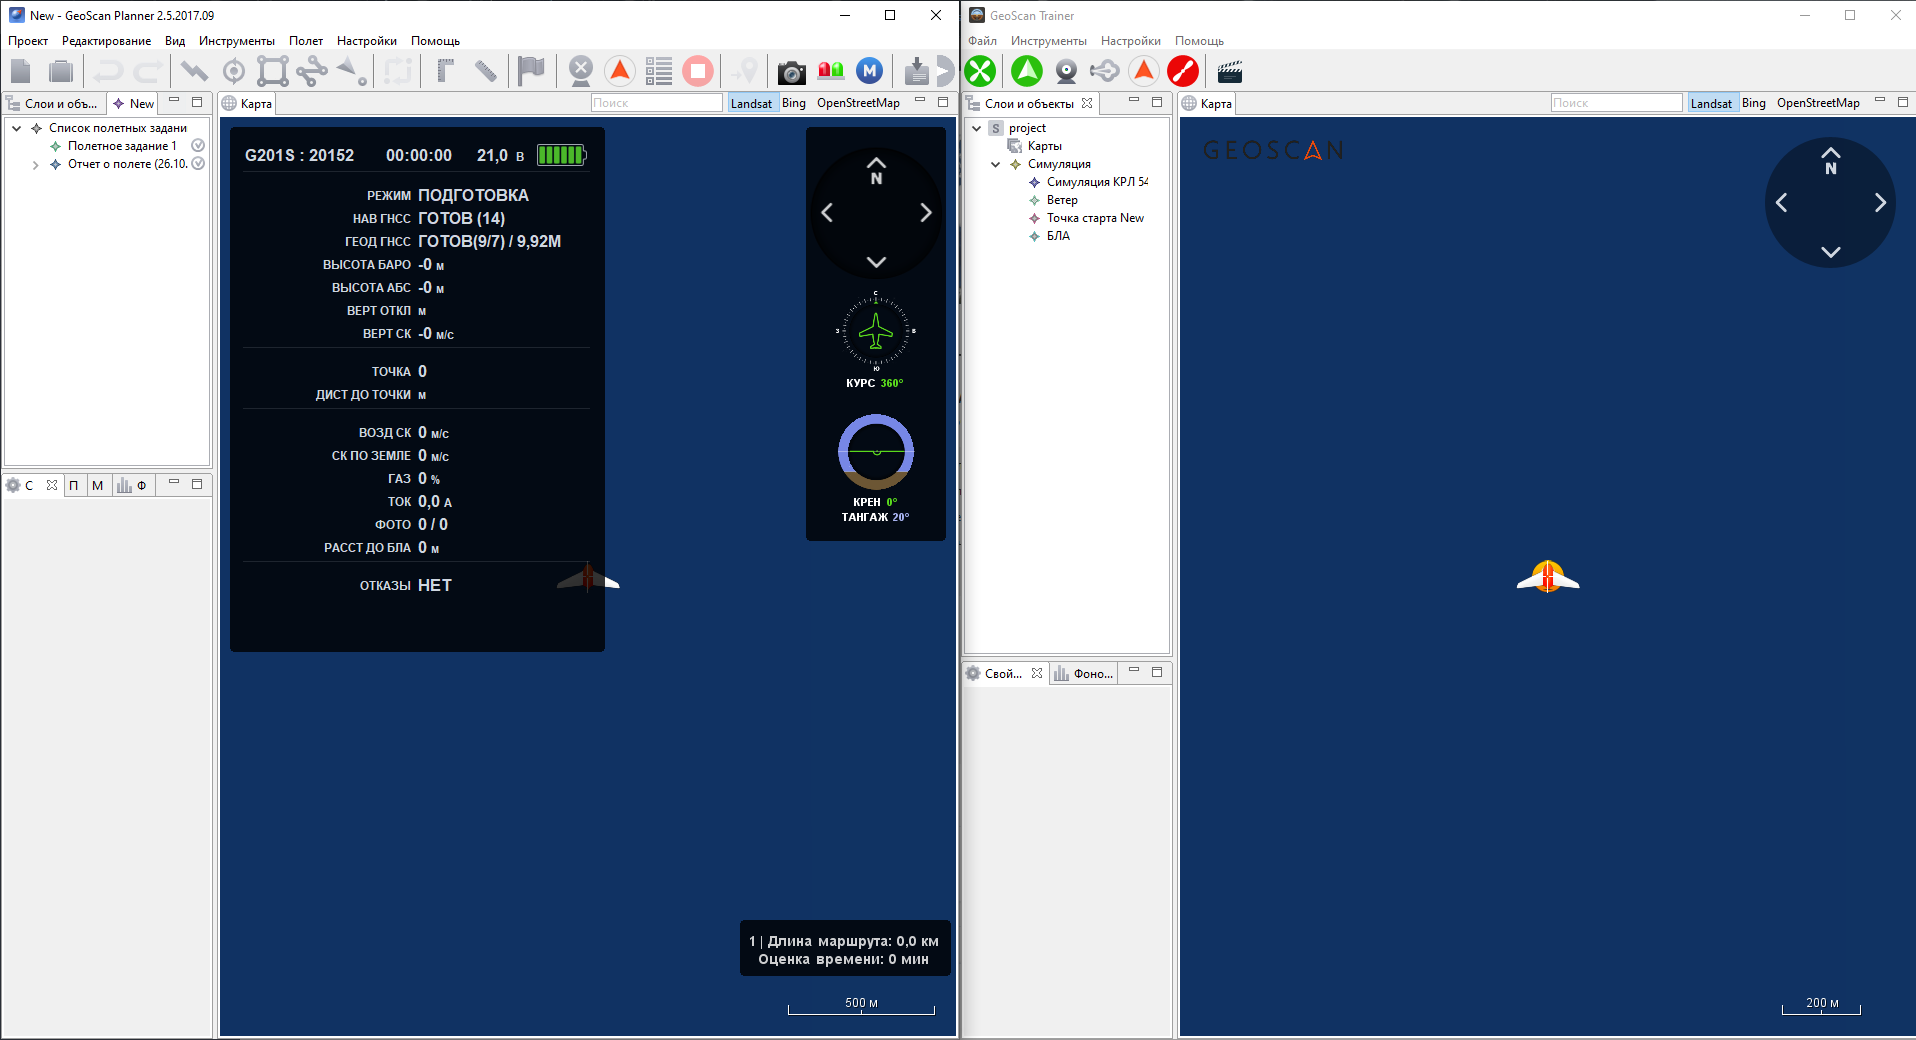 New - GeoScan Planner 2.5.2017.09
Проект Редактирование Вид Инструменты Полет Настройки Помощь
Слои и объ... New
Список полетных задани
Полетное задание 1
Отчет о полете (26.10.
С П М Ф
Карта Поиск Landsat Bing OpenStreetMap
G201S : 20152 00:00:00 21,0 В
РЕЖИМ ПОДГОТОВКА
НАВ ГНСС ГОТОВ (14)
ГЕОД ГНСС ГОТОВ(9/7) / 9,92М
ВЫСОТА БАРО -0 м
ВЫСОТА АБС -0 м
ВЕРТ ОТКЛ м
ВЕРТ СК -0 м/с
ТОЧКА 0
ДИСТ ДО ТОЧКИ м
ВОЗД СК 0 м/с
СК ПО ЗЕМЛЕ 0 м/с
ГАЗ 0 %
ТОК 0,0 А
ФОТО 0 / 0
РАССТ ДО БЛА 0 м
ОТКАЗЫ НЕТ
N
С
З В
Ю
КУРС 360°
КРЕН 0°
ТАНГАЖ 20°
1 | Длина маршрута: 0,0 км
Оценка времени: 0 мин
500 м
GeoScan Trainer
Файл Инструменты Настройки Помощь
Слои и объекты
project
Карты
Симуляция
Симуляция КРЛ 54
Ветер
Точка старта New
БЛА
Свой... Фоно...
Карта Поиск Landsat Bing OpenStreetMap
GEOSCAN
N
200 м